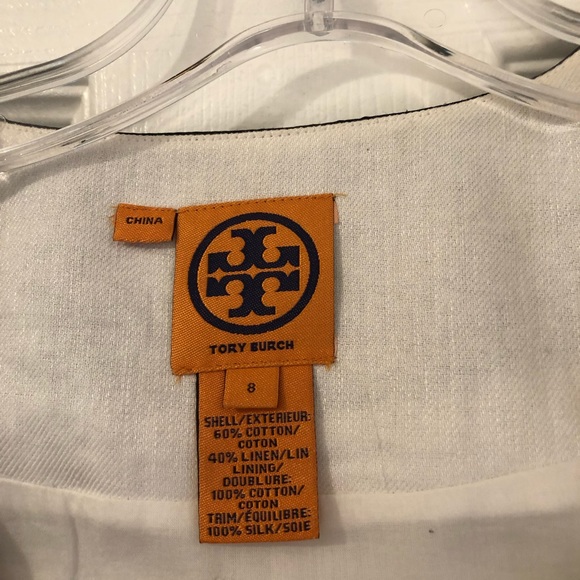 CHINA
TORY BURCH
8
SHELL/EXTERIEUR:
60% COTTON/
COTON
40% LINEN/LIN
LINING/
DOUBLURE:
100% COTTON/
COTON
TRIM/ÉQUILIBRE:
100% SILK/SOIE